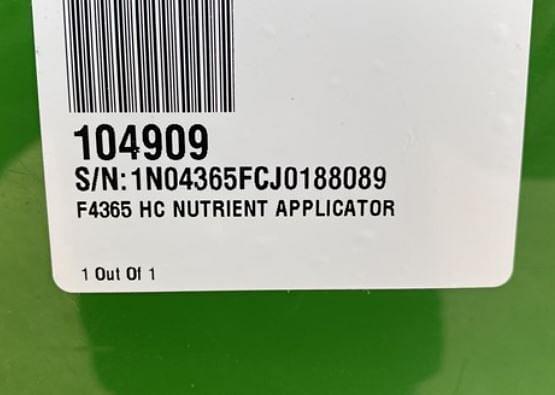 104909
S/N:1N04365FCJ0188089
F4365 HC NUTRIENT APPLICATOR
1 Out Of 1